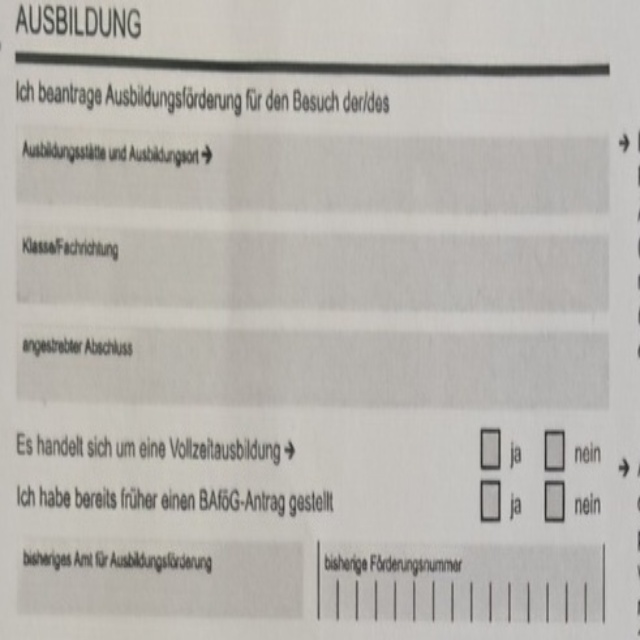 AUSBILDUNG
Ich beantrage Ausbildungsförderung für den Besuch der/des
Ausbildungsstätte und Ausbildungsort →
Klasse/Fachrichtung
angestrebter Abschluss
Es handelt sich um eine Vollzeitausbildung → ja nein
Ich habe bereits früher einen BAföG-Antrag gestellt ja nein
bisheriges Amt für Ausbildungsförderung
bisherige Förderungsnummer